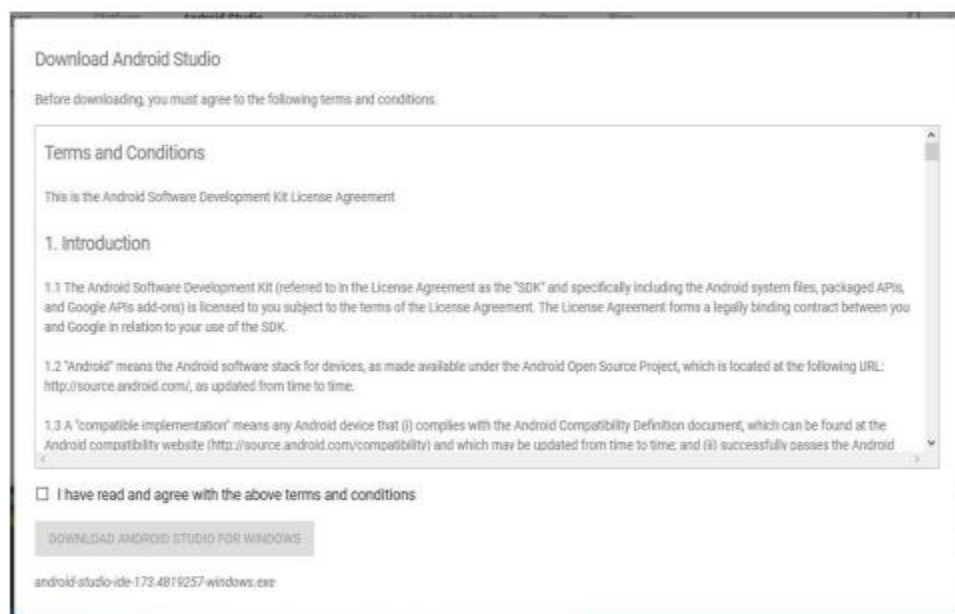 Android Studio
Download Android Studio
Before downloading, you must agree to the following terms and conditions.
Terms and Conditions
This is the Android Software Development Kit License Agreement
1. Introduction
1.1 The Android Software Development Kit (referred to in the License Agreement as the "SDK" and specifically including the Android system files, packaged APIs,
and Google APIs add-ons) is licensed to you subject to the terms of the License Agreement. The License Agreement forms a legally binding contract between you
and Google in relation to your use of the SDK.
1.2 "Android" means the Android software stack for devices, as made available under the Android Open Source Project, which is located at the following URL:
http://source.android.com/, as updated from time to time.
1.3 A "compatible implementation" means any Android device that (i) complies with the Android Compatibility Definition document, which can be found at the
Android compatibility website (http://source.android.com/compatibility) and which may be updated from time to time; and (ii) successfully passes the Android
I have read and agree with the above terms and conditions
DOWNLOAD ANDROID STUDIO FOR WINDOWS
android-studio-ide-173.4819257-windows.exe